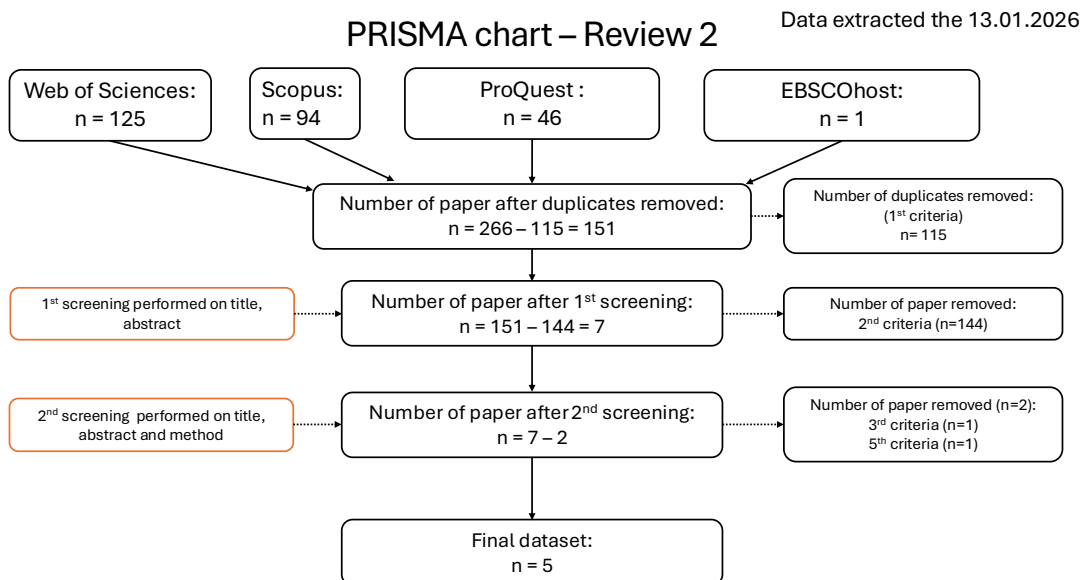 Data extracted the 13.01.2026
PRISMA chart – Review 2
Web of Sciences:
n = 125
Scopus:
n = 94
ProQuest :
n = 46
EBSCOhost:
n = 1
Number of paper after duplicates removed:
n = 266 – 115 = 151
Number of duplicates removed:
(1st criteria)
n= 115
1st screening performed on title,
abstract
Number of paper after 1st screening:
n = 151 – 144 = 7
Number of paper removed:
2nd criteria (n=144)
2nd screening performed on title,
abstract and method
Number of paper after 2nd screening:
n = 7 – 2
Number of paper removed (n=2):
3rd criteria (n=1)
5th criteria (n=1)
Final dataset:
n = 5